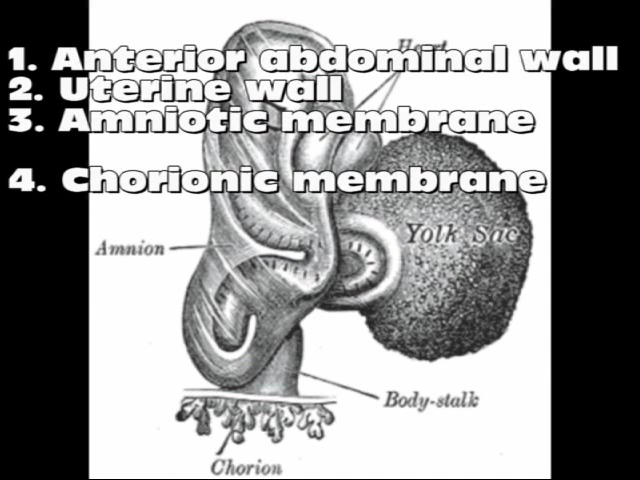 Heart
1. Anterior abdominal wall
2. Uterine wall
3. Amniotic membrane
4. Chorionic membrane
Yolk Sac
Amnion
Body-stalk
Chorion